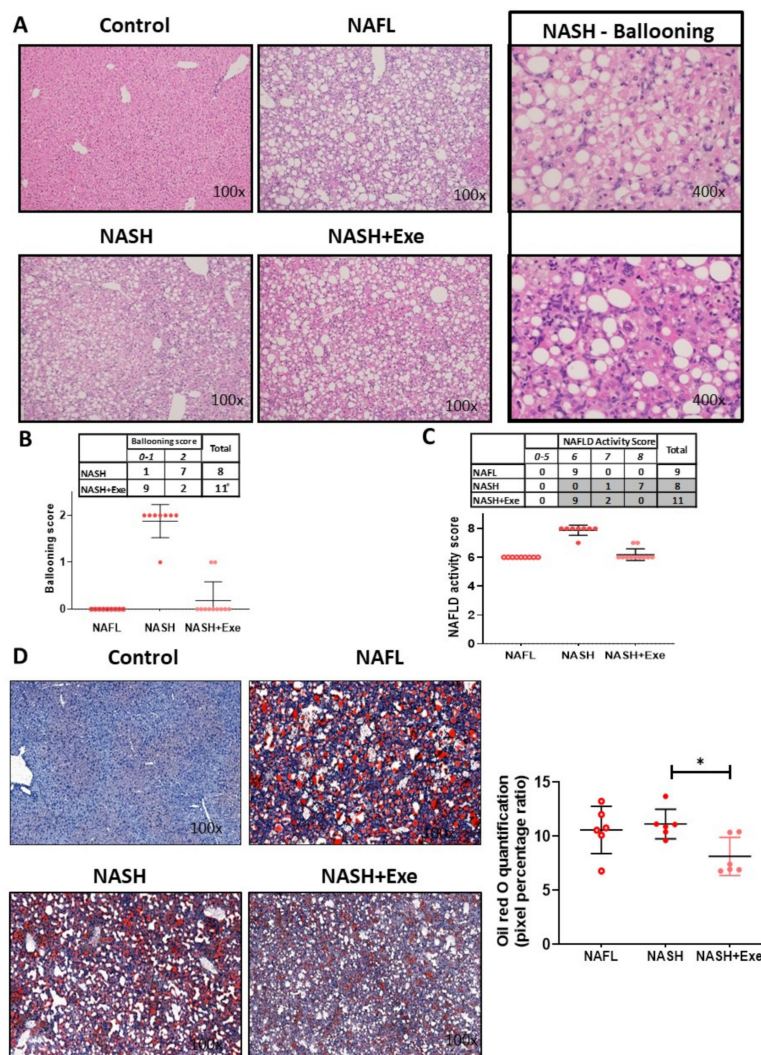 A
Control
NAFL
NASH - Ballooning
100x
100x
400x
NASH
NASH+Exe
100x
100x
400x
B
Ballooning score
0-1 2 Total
NASH 1 7 8
NASH+Exe 9 2 11*
Ballooning score
2
1
0
NAFL NASH NASH+Exe
C
NAFLD Activity Score
0-5 6 7 8 Total
NAFL 0 9 0 0 9
NASH 0 0 1 7 8
NASH+Exe 0 9 2 0 11
NAFLD activity score
8
6
4
2
0
NAFL NASH NASH+Exe
D
Control
NAFL
100x
100x
NASH
NASH+Exe
100x
100x
Oil red O quantification
(pixel percentage ratio)
15
10
5
0
*
NAFL NASH NASH+Exe